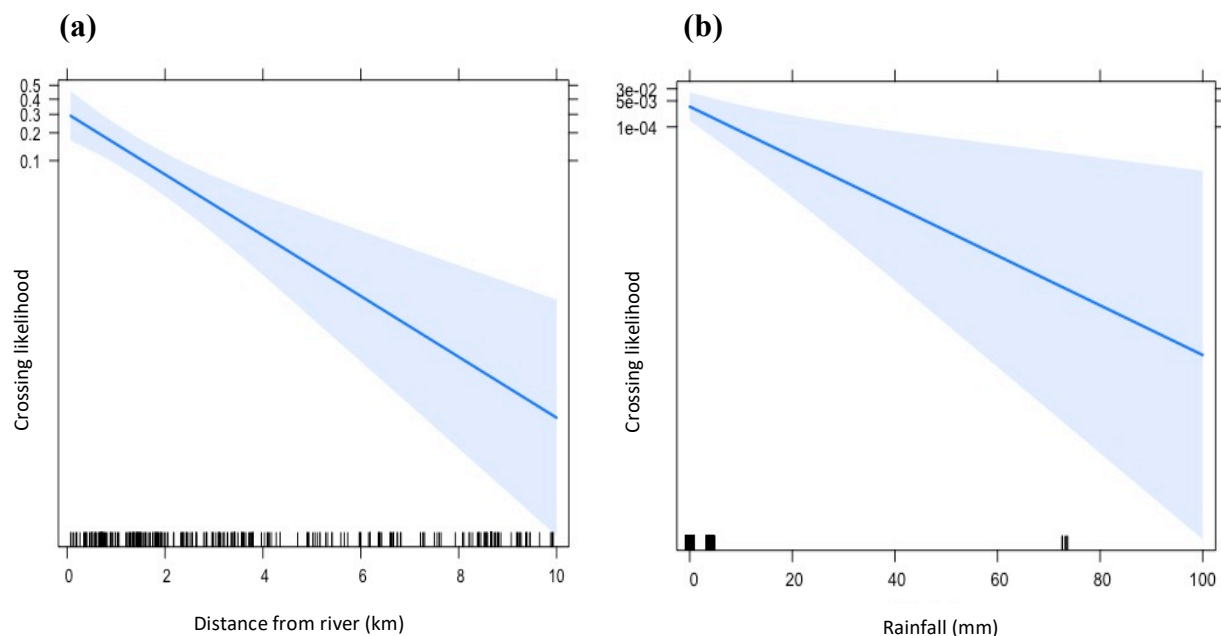 (a)
0.5
0.4
0.3
0.2
0.1
Crossing likelihood
0 2 4 6 8 10
Distance from river (km)
(b)
3e-02
5e-03
1e-04
Crossing likelihood
0 20 40 60 80 100
Rainfall (mm)